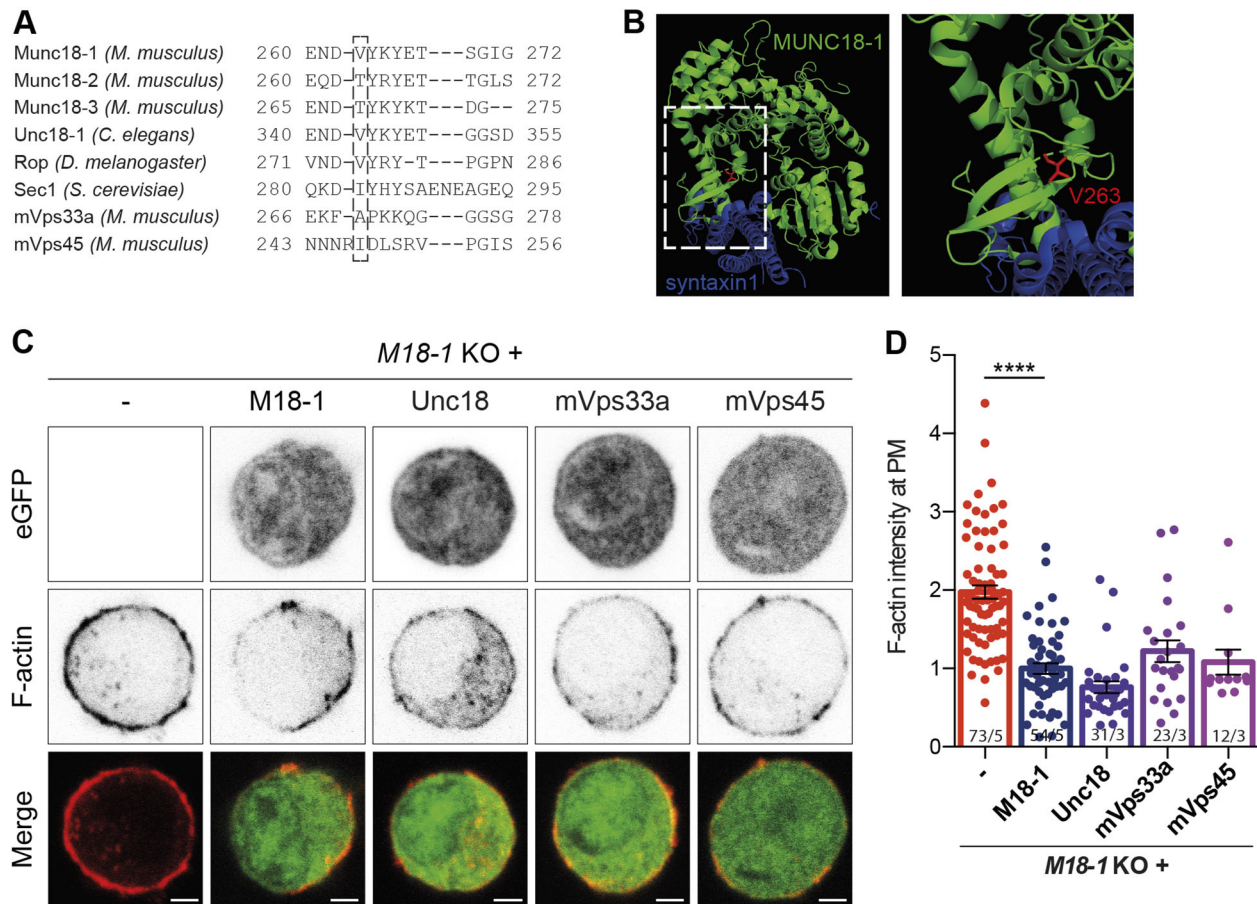 A
Munc18-1 (M. musculus) 260 END-VYKYET---SGIG 272
Munc18-2 (M. musculus) 260 EQD-TYRYET---TGLS 272
Munc18-3 (M. musculus) 265 END-TYKYKT---DG-- 275
Unc18-1 (C. elegans) 340 END-VYKYET---GGSD 355
Rop (D. melanogaster) 271 VND-VYRY-T---PGPN 286
Sec1 (S. cerevisiae) 280 QKD-IYHYSAENEAGEQ 295
mVps33a (M. musculus) 266 EKF-APKKQG---GGSG 278
mVps45 (M. musculus) 243 NNNRIDLSRV---PGIS 256
B
MUNC18-1
syntaxin1
V263
C
M18-1 KO +
- M18-1 Unc18 mVps33a mVps45
eGFP
F-actin
Merge
D
F-actin intensity at PM
5
4
3
2
1
0
****
73/5 54/5 31/3 23/3 12/3
- M18-1 Unc18 mVps33a mVps45
M18-1 KO +